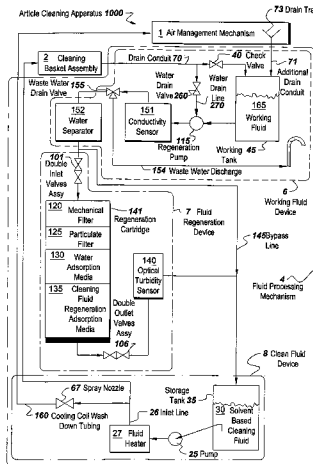 Article Cleaning Apparatus 1000
73 Drain Tra
1 Air Management Mechanism
2 Cleaning
Basket Assembly
Drain Conduit 70
40 Check
Valve
71
Additional
Drain
Conduit
Waste Water
Drain Valve
155
Water
Drain
Valve
260
Water
Drain
Line
270
152
Water
Separator
151
Conductivity
Sensor
115
Regeneration
Pump
165
Working
Fluid
45
Working
Tank
154 Waste Water Discharge
6
Working Fluid
Device
101
Double
Inlet
Valves
Assy
120
Mechanical
Filter
125
Particulate Filter
130
Water
Adsorption
Media
135
Cleaning
Fluid
Regeneration
Adsorption
Media
141
Regeneration
Cartridge
7 Fluid
Regeneration
Device
140
Optical
Turbidity
Sensor
Double
Outlet
Valves
Assy
106
145 Bypass
Line
4
Fluid Processing
Mechanism
8 Clean Fluid
Device
67 Spray Nozzle
160 Cooling Coil Wash
Down Tubing
26 Inlet Line
27 Fluid
Heater
25 Pump
Storage
Tank
35
30
Solvent
Based
Cleaning
Fluid